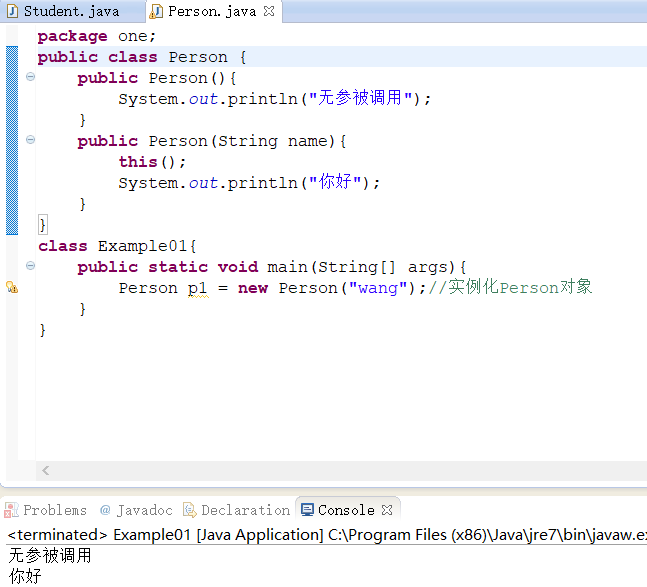 Student.java Person.java
package one;
public class Person {
public Person(){
System.out.println("无参被调用");
}
public Person(String name){
this();
System.out.println("你好");
}
}
class Example01{
public static void main(String[] args){
Person p1 = new Person("wang");//实例化Person对象
}
}
Problems @ Javadoc Declaration Console
<terminated> Example01 [Java Application] C:\Program Files (x86)\Java\jre7\bin\javaw.ex
无参被调用
你好